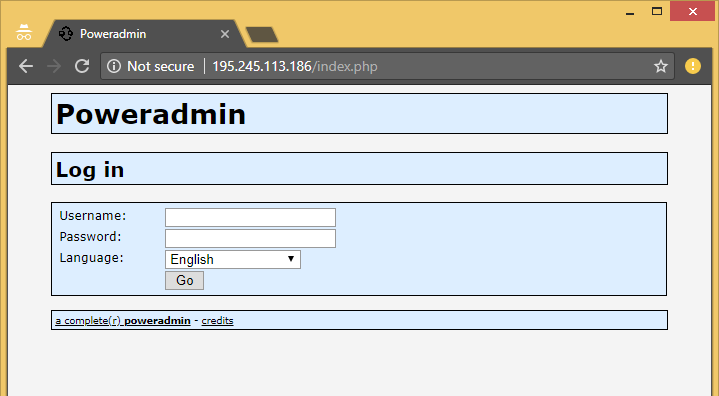 Poweradmin
Not secure 195.245.113.186/index.php
Poweradmin
Log in
Username:
Password:
Language: English
Go
a complete(r) poweradmin - credits